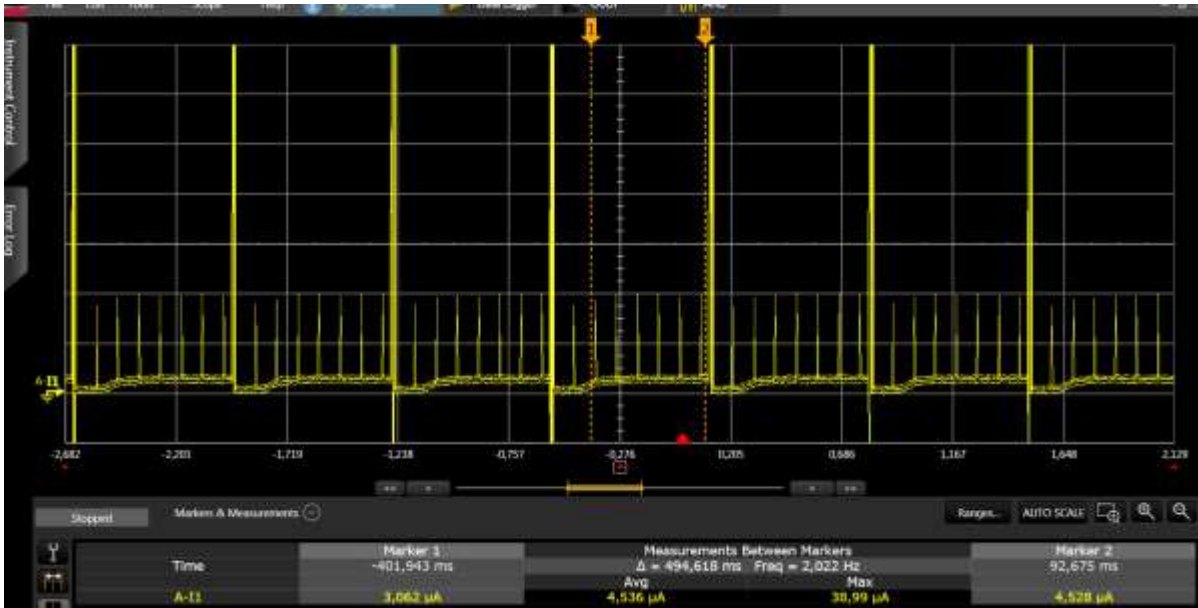 Instrument Control
Error Log
1
2
A-I1
-2,682
-2,201
-1,719
-1,238
-0,757
-0,276
0,205
0,686
1,167
1,648
2,129
<<
<
>
>>
Stopped
Markers & Measurements
Ranges...
AUTO SCALE
Marker 1
Measurements Between Markers
Marker 2
Time
-401,943 ms
Δ = 494,618 ms Freq = 2,022 Hz
92,675 ms
Avg
Max
A-I1
3,062 µA
4,536 µA
38,99 µA
4,528 µA